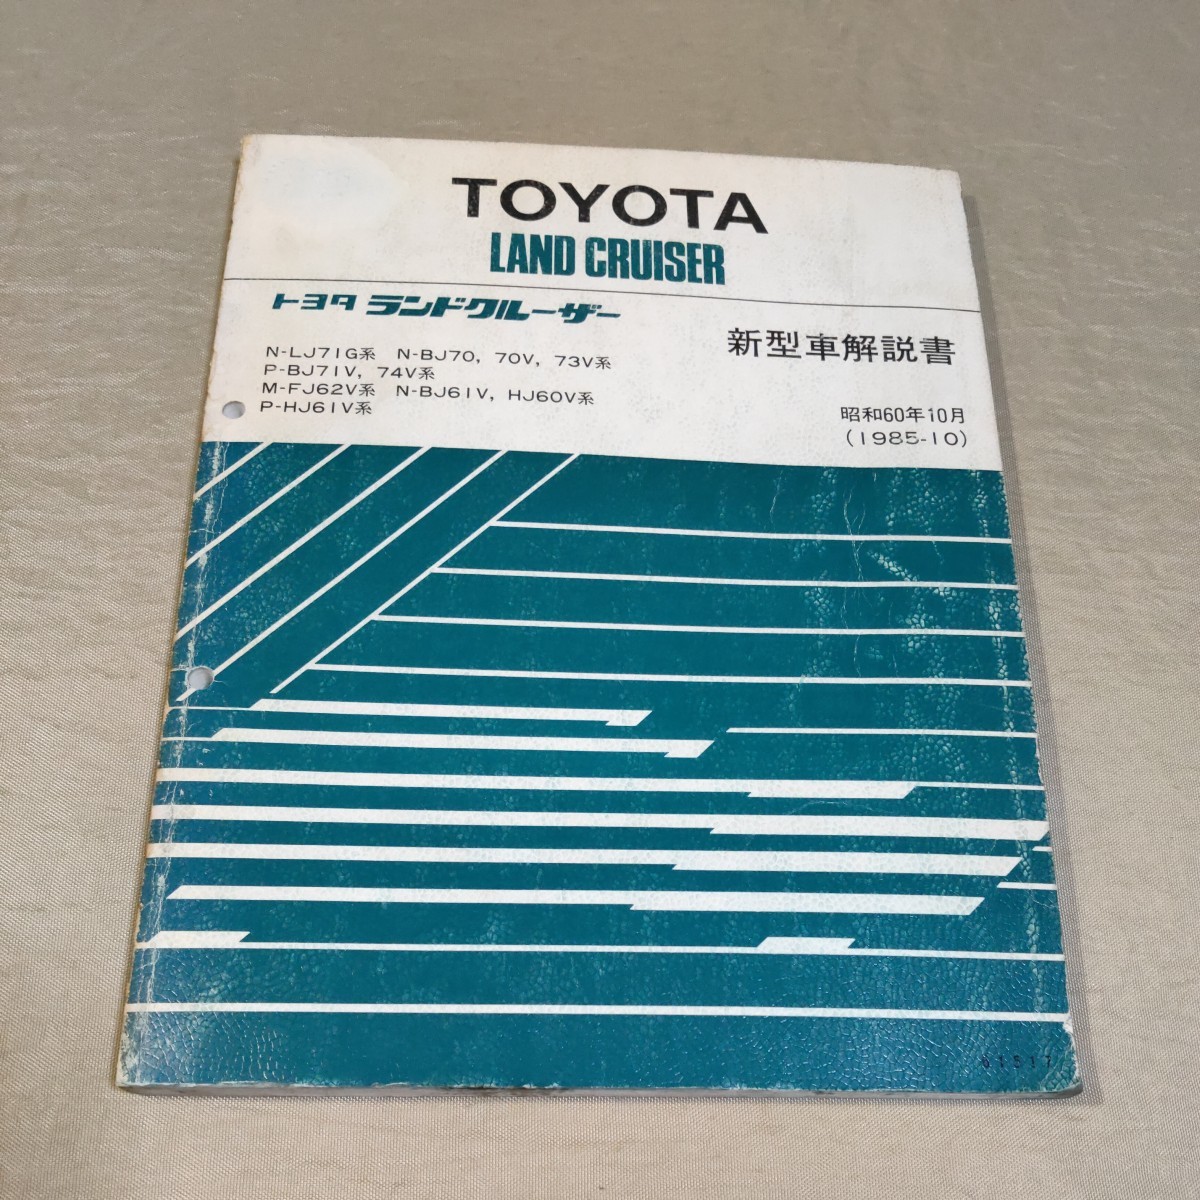 TOYOTA
LAND CRUISER
トヨタ ランドクルーザー
新型車解説書
N-LJ71G系 N-BJ70, 70V, 73V系
P-BJ71V, 74V系
M-FJ62V系 N-BJ61V, HJ60V系
P-HJ61V系
昭和60年10月
(1985-10)
61517